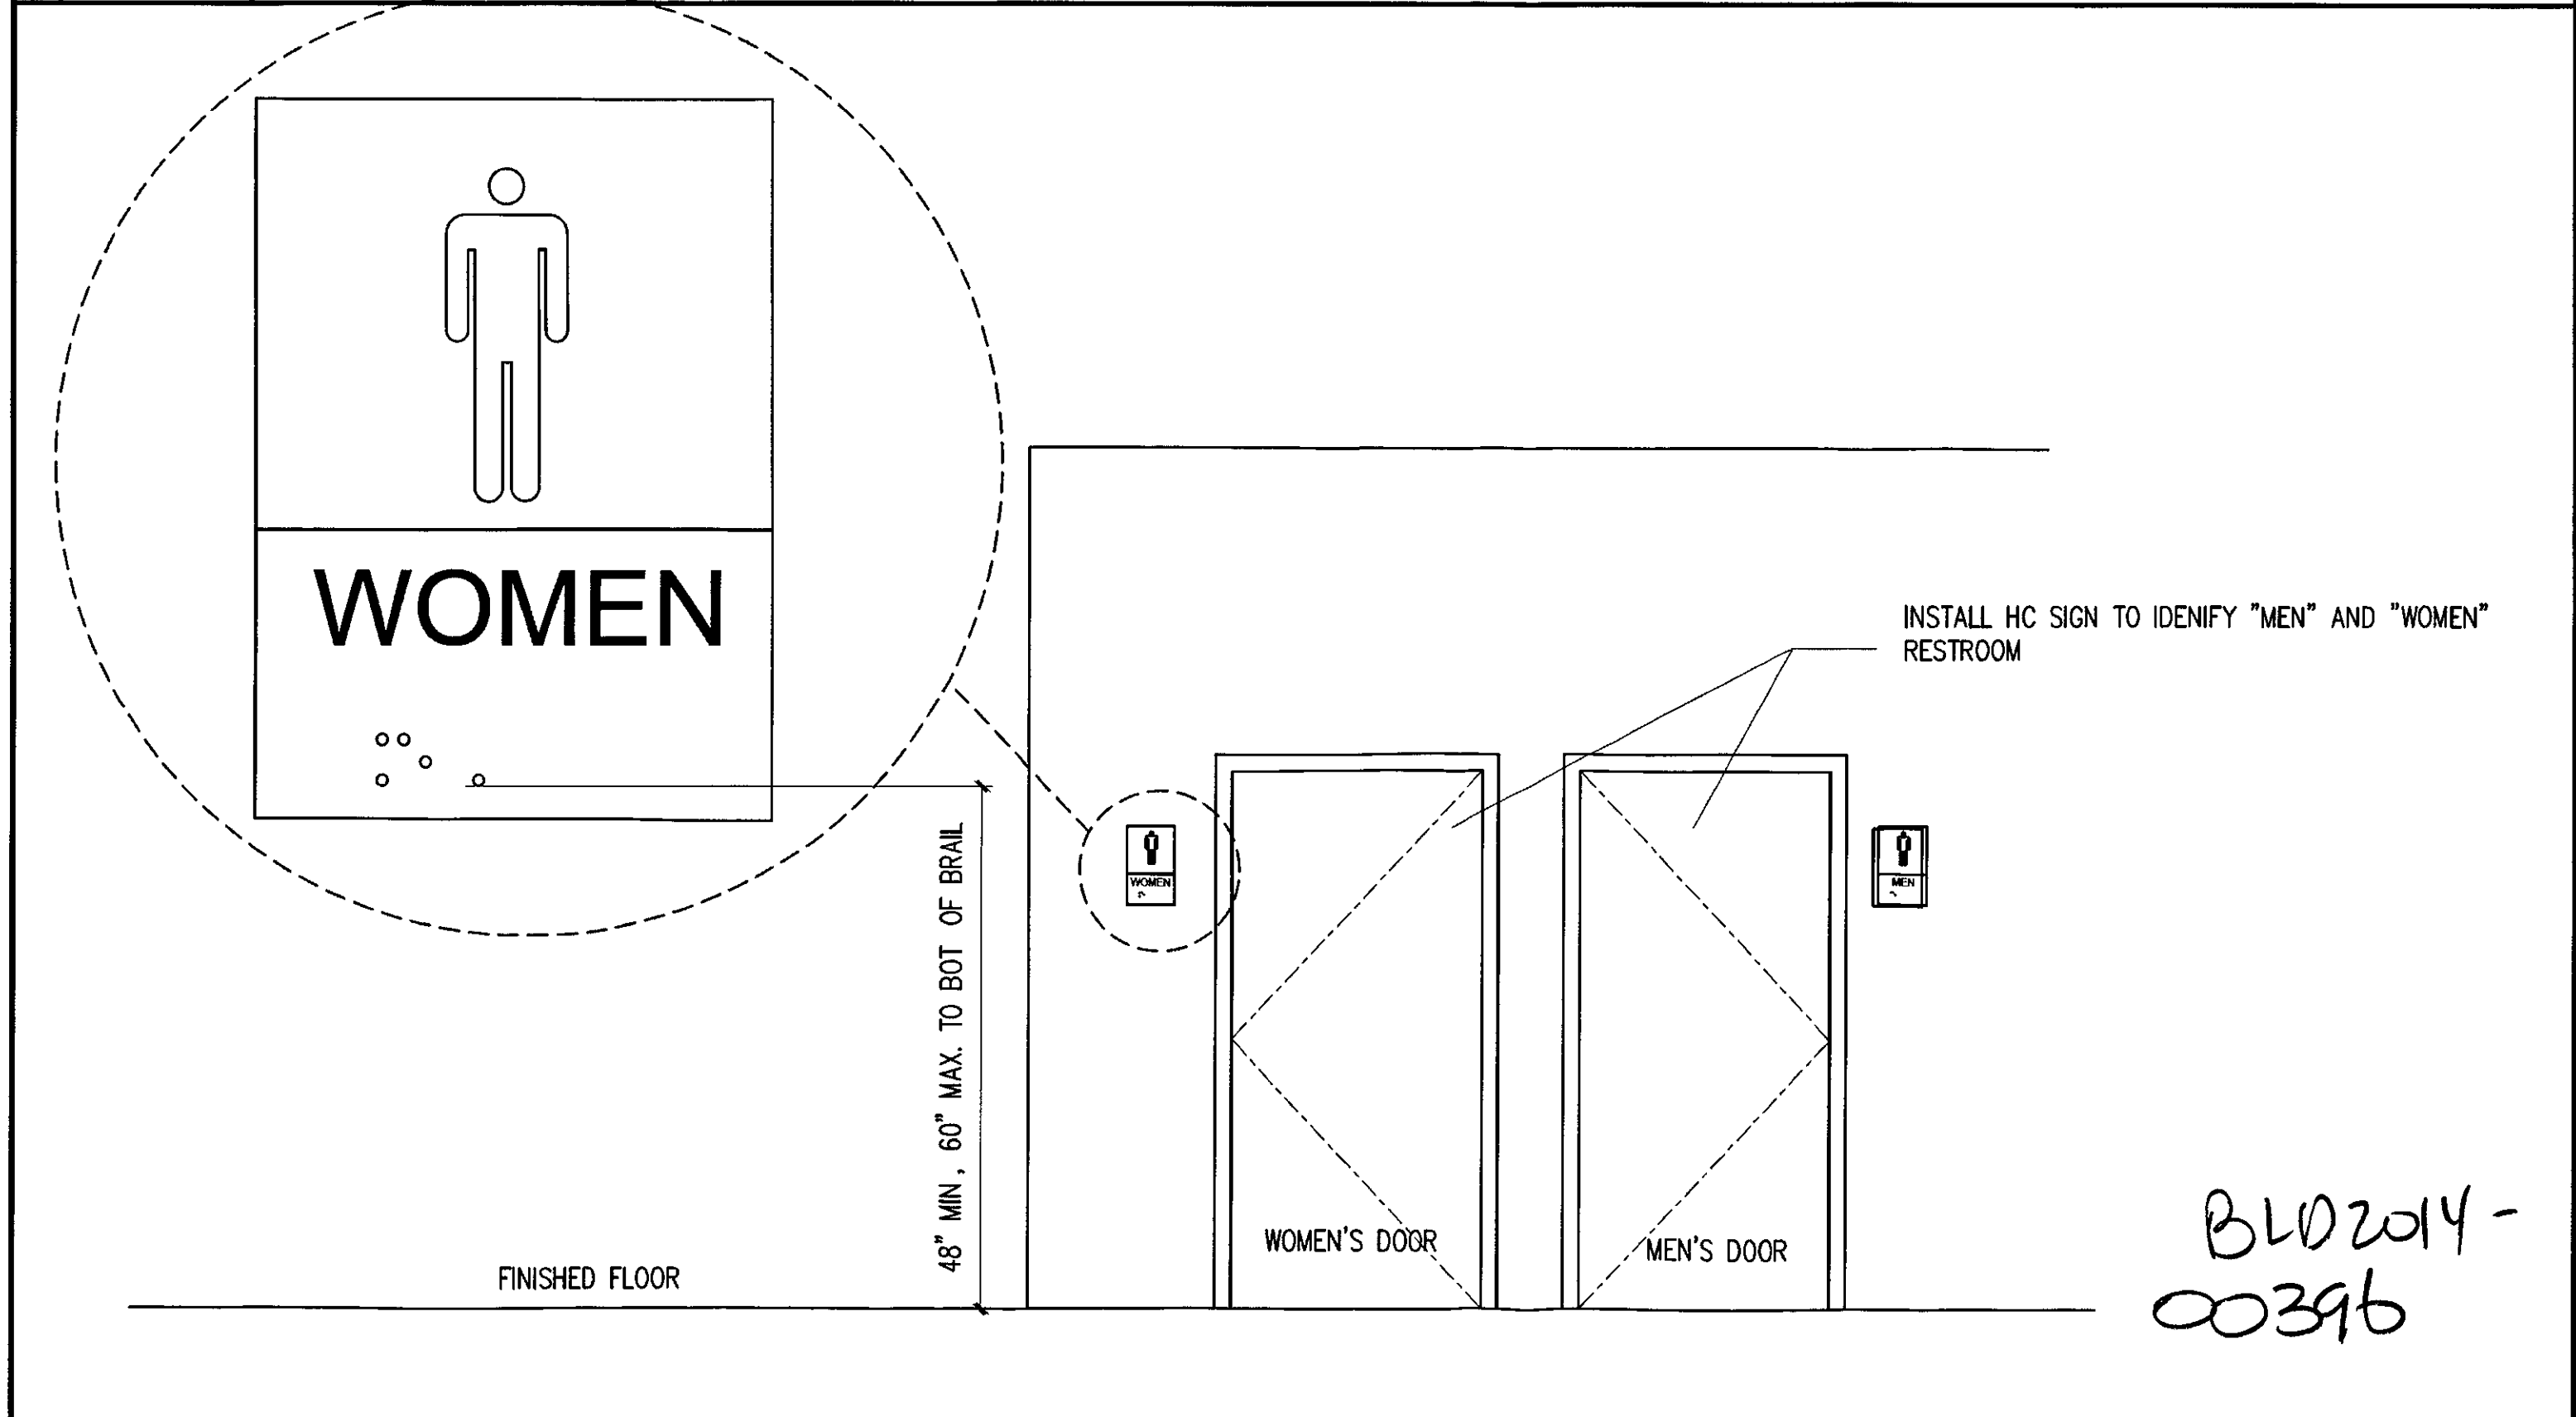 WOMEN
INSTALL HC SIGN TO IDENIFY "MEN" AND "WOMEN"
RESTROOM
48" MIN , 60" MAX. TO BOT OF BRAIL
WOMEN
MEN
WOMEN'S DOOR
MEN'S DOOR
FINISHED FLOOR
BLD2014-
00396